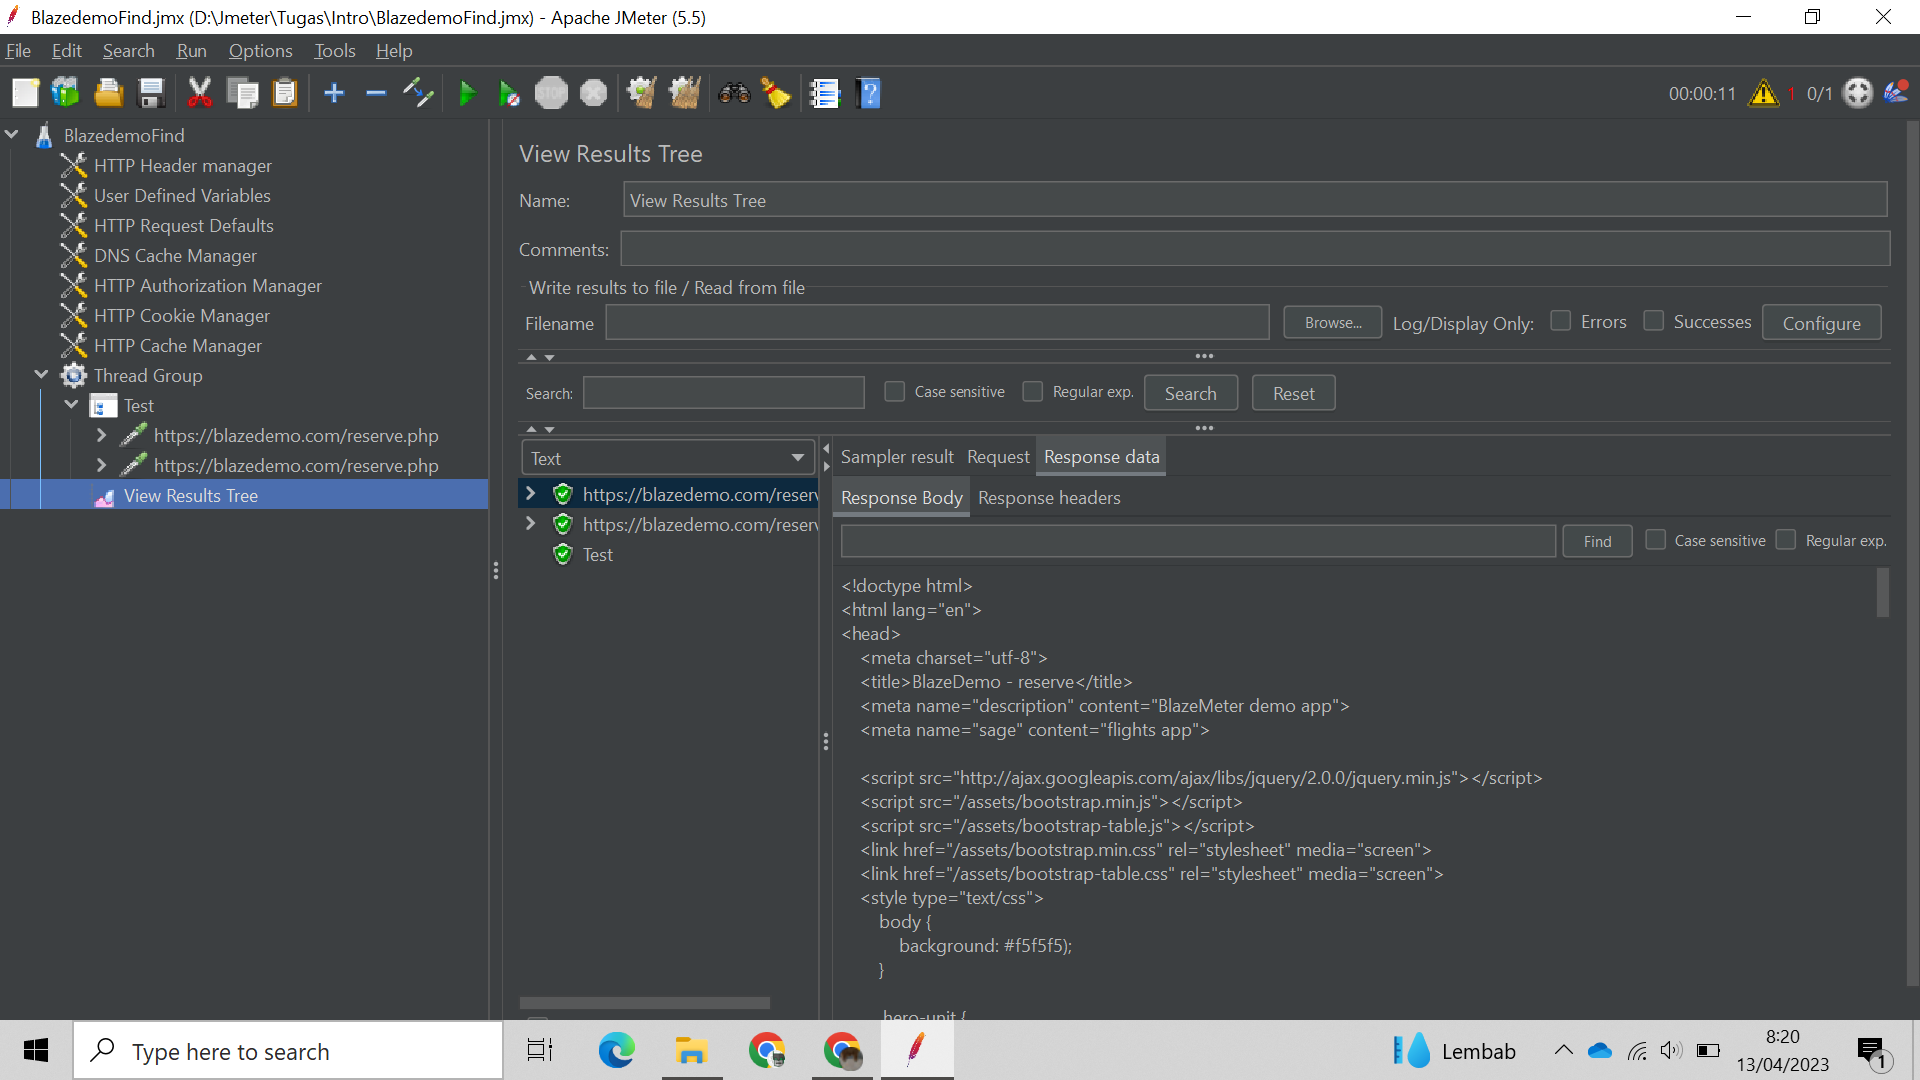 BlazedemoFind.jmx (D:\Jmeter\Tugas\Intro\BlazedemoFind.jmx) - Apache JMeter (5.5)
File Edit Search Run Options Tools Help
STOP
00:00:11 1 0/1
BlazedemoFind
HTTP Header manager
User Defined Variables
HTTP Request Defaults
DNS Cache Manager
HTTP Authorization Manager
HTTP Cookie Manager
HTTP Cache Manager
Thread Group
Test
https://blazedemo.com/reserve.php
https://blazedemo.com/reserve.php
View Results Tree
View Results Tree
Name: View Results Tree
Comments:
Write results to file / Read from file
Filename Browse... Log/Display Only: Errors Successes Configure
Search: Case sensitive Regular exp. Search Reset
Text
https://blazedemo.com/reserv
https://blazedemo.com/reserv
Test
Sampler result Request Response data
Response Body Response headers
Find Case sensitive Regular exp.
<!doctype html>
<html lang="en">
<head>
<meta charset="utf-8">
<title>BlazeDemo - reserve</title>
<meta name="description" content="BlazeMeter demo app">
<meta name="sage" content="flights app">
<script src="http://ajax.googleapis.com/ajax/libs/jquery/2.0.0/jquery.min.js"></script>
<script src="/assets/bootstrap.min.js"></script>
<script src="/assets/bootstrap-table.js"></script>
<link href="/assets/bootstrap.min.css" rel="stylesheet" media="screen">
<link href="/assets/bootstrap-table.css" rel="stylesheet" media="screen">
<style type="text/css">
body {
background: #f5f5f5);
}
.hero-unit {
Type here to search
Lembab
8:20
13/04/2023
1